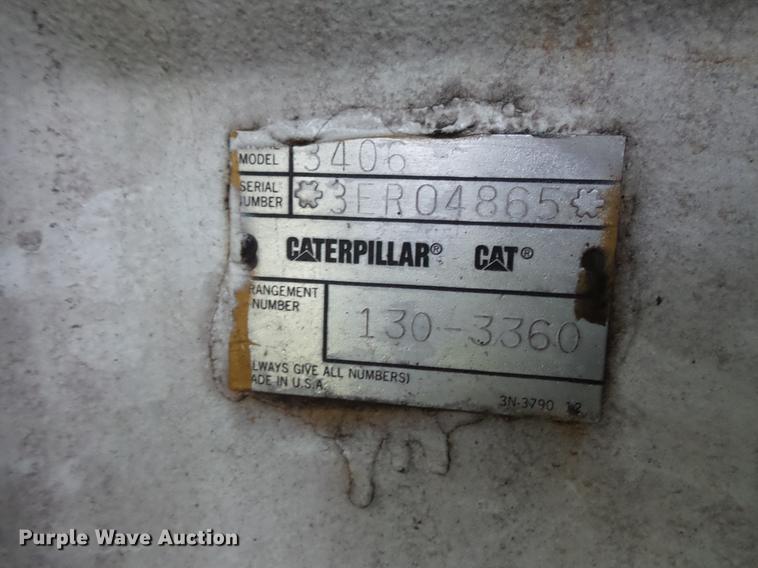 MODEL 3406
SERIAL NUMBER *3ER04865*
CATERPILLAR® CAT®
RANGEMENT NUMBER 130-3360
LWAYS GIVE ALL NUMBERS)
ADE IN U.S.A.
3N-3790 12
Purple Wave Auction